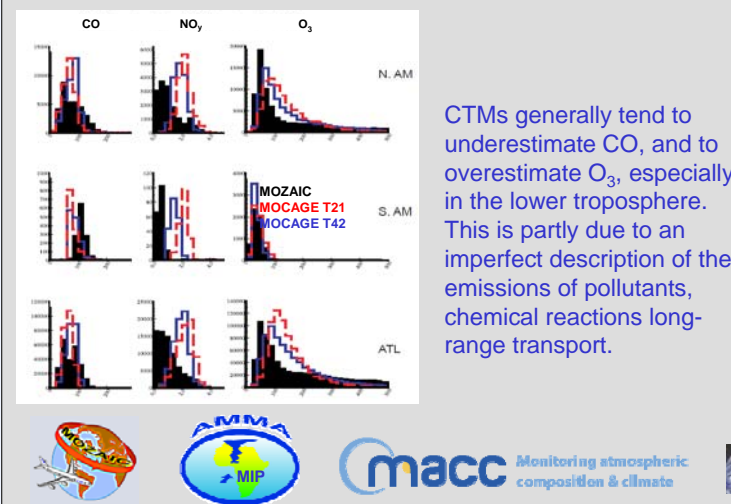 CO NOy O3
N. AM
S. AM
MOZAIC
MOCAGE T21
MOCAGE T42
ATL
CTMs generally tend to
underestimate CO, and to
overestimate O3, especially
in the lower troposphere.
This is partly due to an
imperfect description of the
emissions of pollutants,
chemical reactions long-
range transport.
MOZAIC
AMMA
MIP
macc Monitoring atmospheric
composition & climate